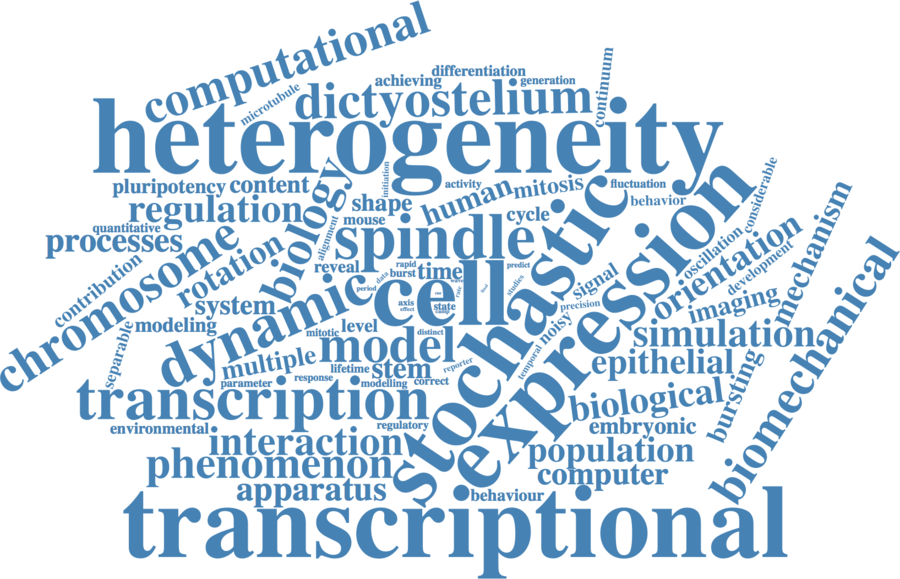 computational
differentiation
achieving
generation
continuum
microtubule
dictyostelium
heterogeneity
initiation
pluripotency
content
biology
activity
fluctuation
human
mitosis
shape
behavior
considerable
regulation
mouse
cycle
quantitative
processes
alignment
spindle
stochastic
expression
oscillation
orientation
mechanism
chromosome
rotation
reveal
rapid
burst
time
predict
data
period
wave
cell
studies
signal
development
contribution
system
dynamic
axis
effect
state
rate
precision
imaging
modeling
mitotic
level
distinct
noisy
simulation
biomechanical
separable
multiple
model
lifetime
stem
reporter
temporal
epithelial
parameter
response
modelling
correct
bursting
transcription
biological
environmental
regulatory
embryonic
interaction
population
phenomenon
computer
apparatus
behaviour
transcriptional